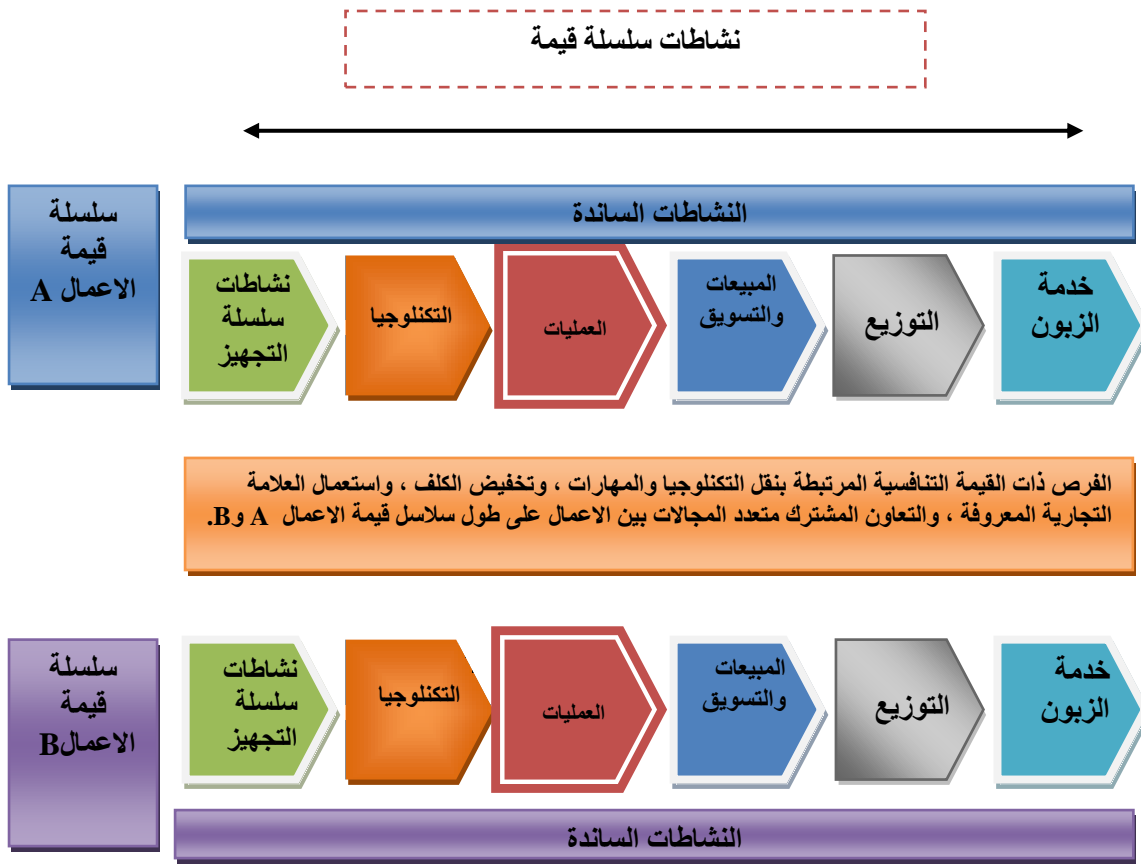 نشاطات سلسلة قيمة
سلسلة
قيمة
الاعمال A
النشاطات الساندة
نشاطات
سلسلة
التجهيز
التكنلوجيا
العمليات
المبيعات
والتسويق
التوزيع
خدمة
الزبون
الفرص ذات القيمة التنافسية المرتبطة بنقل التكنلوجيا والمهارات ، وتخفيض الكلف ، واستعمال العلامة
التجارية المعروفة ، والتعاون المشترك متعدد المجالات بين الاعمال على طول سلاسل قيمة الاعمال A وB.
سلسلة
قيمة
الاعمالB
نشاطات
سلسلة
التجهيز
التكنلوجيا
العمليات
المبيعات
والتسويق
التوزيع
خدمة
الزبون
النشاطات الساندة